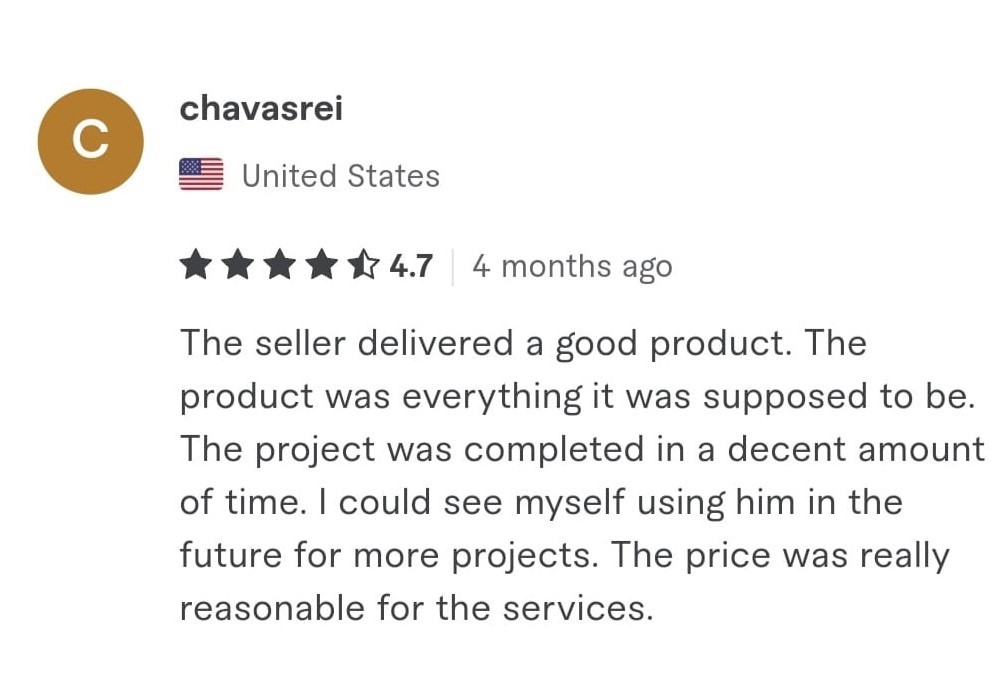 C
chavasrei
United States
4.7 | 4 months ago
The seller delivered a good product. The
product was everything it was supposed to be.
The project was completed in a decent amount
of time. I could see myself using him in the
future for more projects. The price was really
reasonable for the services.